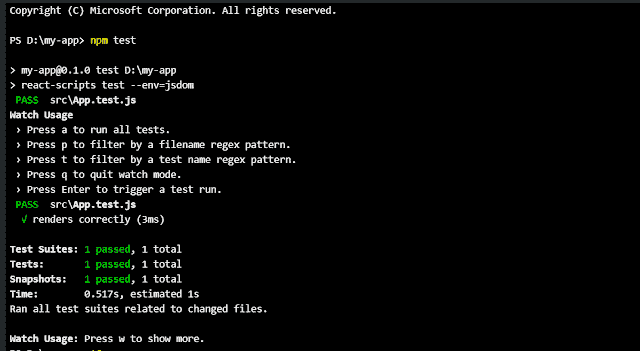 Copyright (C) Microsoft Corporation. All rights reserved.
PS D:\my-app> npm test
> my-app@0.1.0 test D:\my-app
> react-scripts test --env=jsdom
PASS src\App.test.js
Watch Usage
› Press a to run all tests.
› Press p to filter by a filename regex pattern.
› Press t to filter by a test name regex pattern.
› Press q to quit watch mode.
› Press Enter to trigger a test run.
PASS src\App.test.js
√ renders correctly (3ms)
Test Suites: 1 passed, 1 total
Tests: 1 passed, 1 total
Snapshots: 1 passed, 1 total
Time: 0.517s, estimated 1s
Ran all test suites related to changed files.
Watch Usage: Press w to show more.